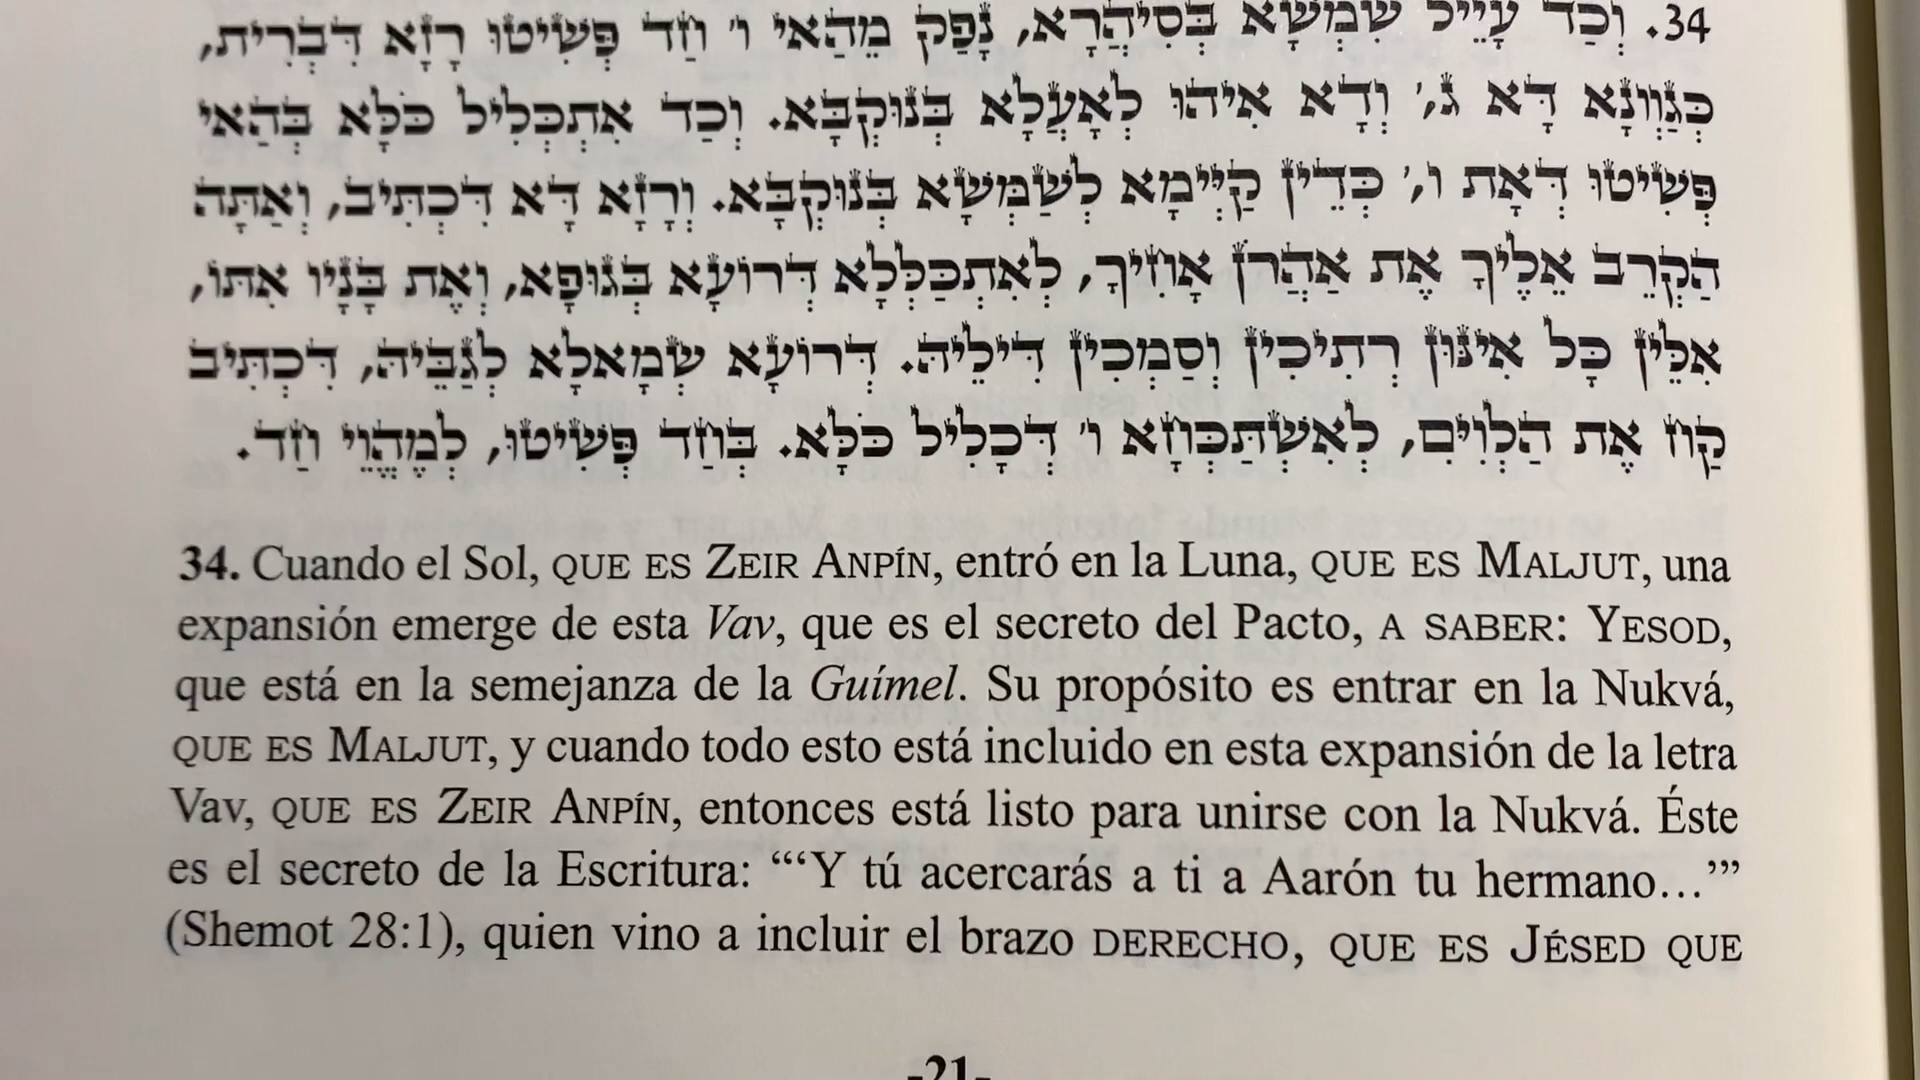 34. וְכַד עָיֵיל שִׁמְשָׁא בְּסִיהֲרָא, נָפַק מֵהַאי ו' חַד פְּשִׁיטוּ רָזָא דִּבְרִית,
כְּגַוְונָא דָּא ג', וְדָא אִיהוּ לְאָעֳלָא בְּנוּקְבָּא. וְכַד אִתְכְּלִיל כֹּלָּא בְּהַאי
פְּשִׁיטוּ דְּאָת ו', כְּדֵין קַיְּימָא לְשַׁמְּשָׁא בְּנוּקְבָּא. וְרָזָא דָּא דִּכְתִּיב, וְאַתָּה
הַקְרֵב אֵלֶיךָ אֶת אַהֲרֹן אָחִיךָ, לְאִתְכַּלְּלָא דְּרוֹעָא בְּגוּפָא, וְאֶת בָּנָיו אִתּוֹ,
אִלֵּין כָּל אִינּוּן רְתִיכִין וְסַמְכִין דִּילֵיהּ. דְּרוֹעָא שְׂמָאלָא לְגַבֵּיהּ, דִּכְתִּיב
קַח אֶת הַלְוִיִּם, לְאִשְׁתַּכְּחָא ו' דְּכָלִיל כֹּלָּא. בְּחַד פְּשִׁיטוּ, לְמֶהֱוֵי חַד.
34. Cuando el Sol, QUE ES ZEIR ANPÍN, entró en la Luna, QUE ES MALJUT, una
expansión emerge de esta Vav, que es el secreto del Pacto, A SABER: YESOD,
que está en la semejanza de la Guímel. Su propósito es entrar en la Nukvá,
QUE ES MALJUT, y cuando todo esto está incluido en esta expansión de la letra
Vav, QUE ES ZEIR ANPÍN, entonces está listo para unirse con la Nukvá. Éste
es el secreto de la Escritura: “‘“Y tú acercarás a ti a Aarón tu hermano…’”
(Shemot 28:1), quien vino a incluir el brazo DERECHO, QUE ES JÉSED QUE
-21-